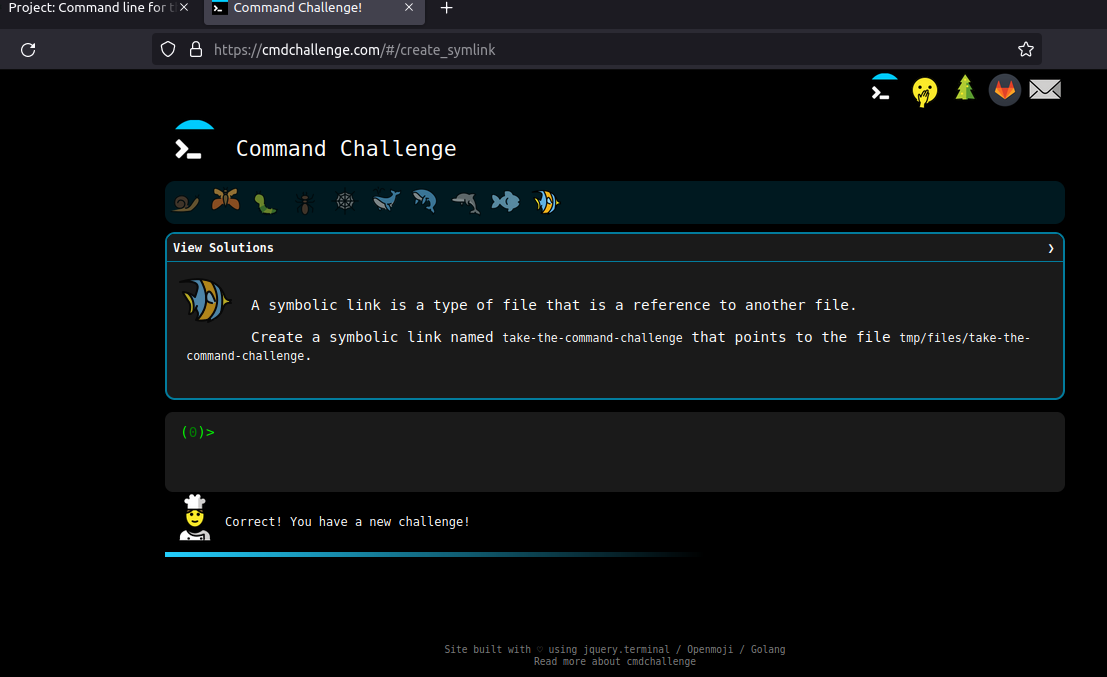 Project: Command line for t
Command Challenge!
https://cmdchallenge.com/#/create_symlink
Command Challenge
View Solutions
A symbolic link is a type of file that is a reference to another file.
Create a symbolic link named take-the-command-challenge that points to the file tmp/files/take-the-
command-challenge.
(0)>
Correct! You have a new challenge!
Site built with ♡ using jquery.terminal / Openmoji / Golang
Read more about cmdchallenge